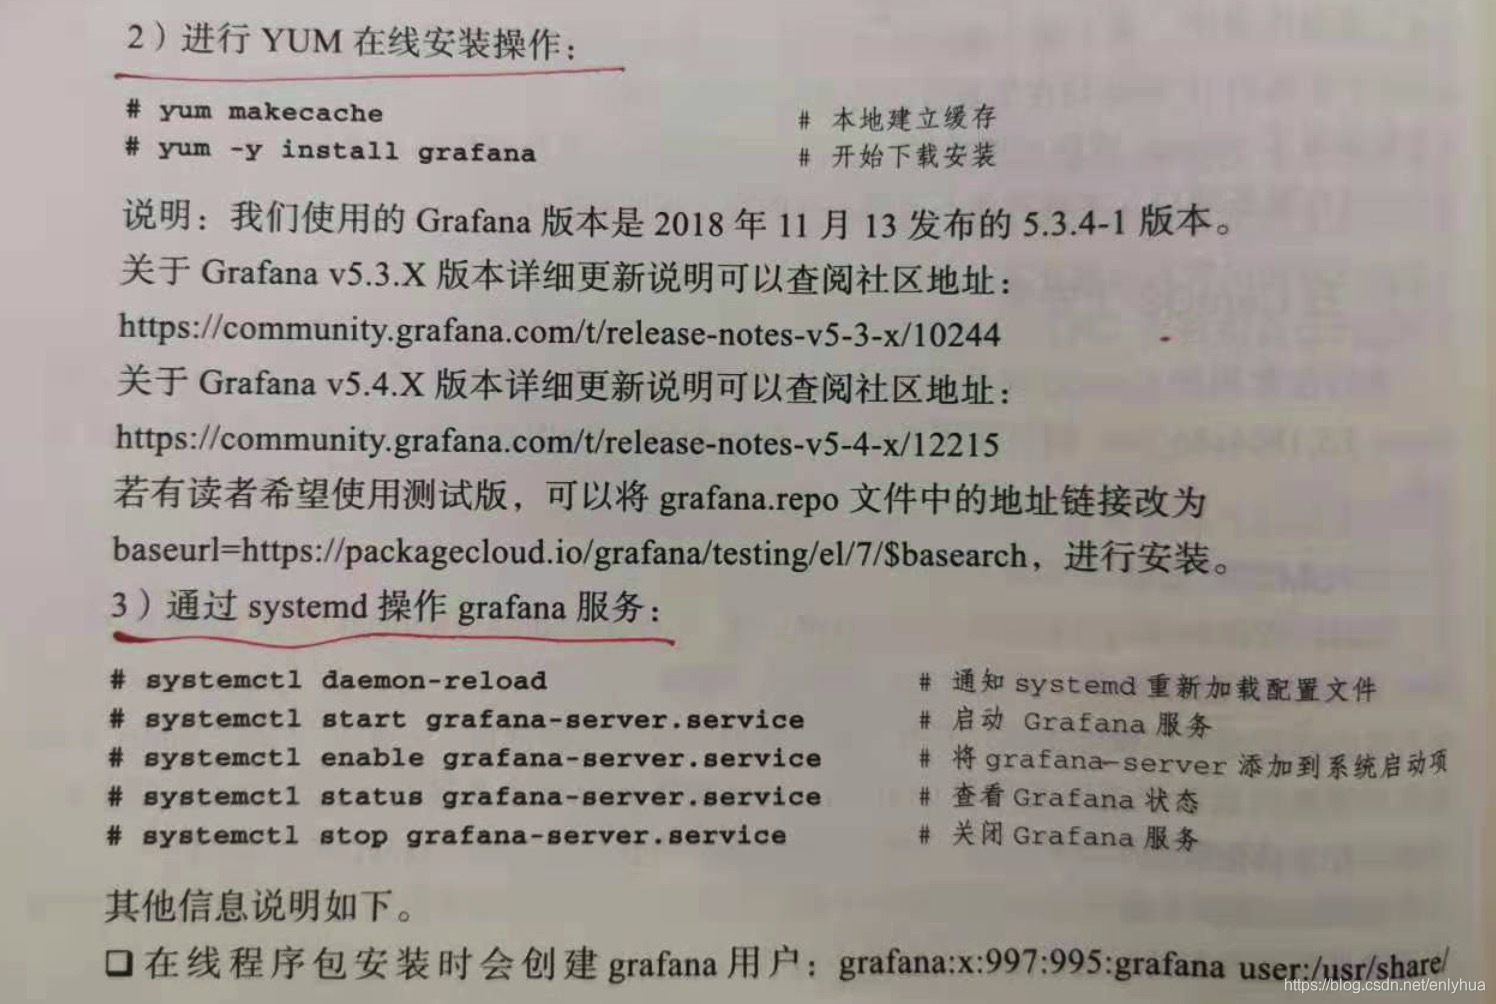 2）进行 YUM 在线安装操作：
# yum makecache # 本地建立缓存
# yum -y install grafana # 开始下载安装
说明：我们使用的 Grafana 版本是 2018 年 11 月 13 发布的 5.3.4-1 版本。
关于 Grafana v5.3.X 版本详细更新说明可以查阅社区地址：
https://community.grafana.com/t/release-notes-v5-3-x/10244
关于 Grafana v5.4.X 版本详细更新说明可以查阅社区地址：
https://community.grafana.com/t/release-notes-v5-4-x/12215
若有读者希望使用测试版，可以将 grafana.repo 文件中的地址链接改为
baseurl=https://packagecloud.io/grafana/testing/el/7/$basearch，进行安装。
3）通过 systemd 操作 grafana 服务：
# systemctl daemon-reload # 通知 systemd 重新加载配置文件
# systemctl start grafana-server.service # 启动 Grafana 服务
# systemctl enable grafana-server.service # 将 grafana-server 添加到系统启动项
# systemctl status grafana-server.service # 查看 Grafana 状态
# systemctl stop grafana-server.service # 关闭 Grafana 服务
其他信息说明如下。
❏ 在线程序包安装时会创建 grafana 用户：grafana:x:997:995:grafana user:/usr/share/
https://blog.csdn.net/enlyhua